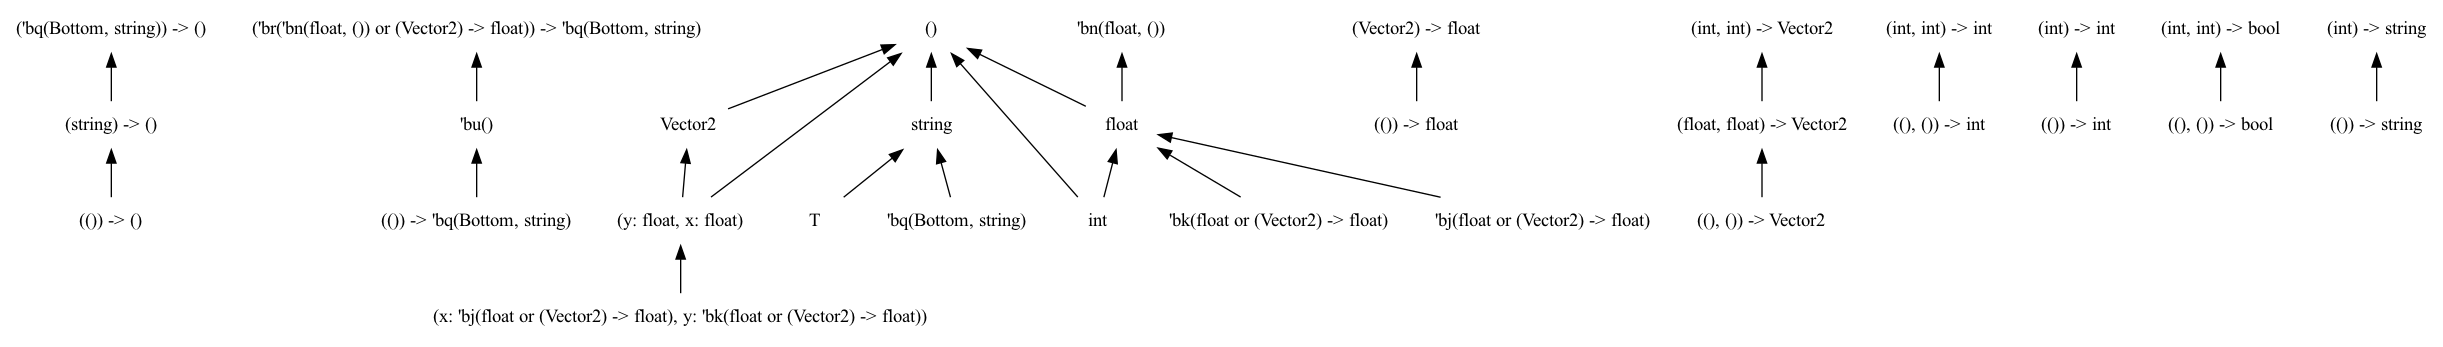 ('bq(Bottom, string)) -> ()
('br('bn(float, ()) or (Vector2) -> float)) -> 'bq(Bottom, string)
()
'bn(float, ())
(Vector2) -> float
(int, int) -> Vector2
(int, int) -> int
(int) -> int
(int, int) -> bool
(int) -> string
(string) -> ()
'bu()
Vector2
string
float
(()) -> float
(float, float) -> Vector2
((), ()) -> int
(()) -> int
((), ()) -> bool
(()) -> string
(()) -> ()
(()) -> 'bq(Bottom, string)
(y: float, x: float)
T
'bq(Bottom, string)
int
'bk(float or (Vector2) -> float)
'bj(float or (Vector2) -> float)
((), ()) -> Vector2
(x: 'bj(float or (Vector2) -> float), y: 'bk(float or (Vector2) -> float))